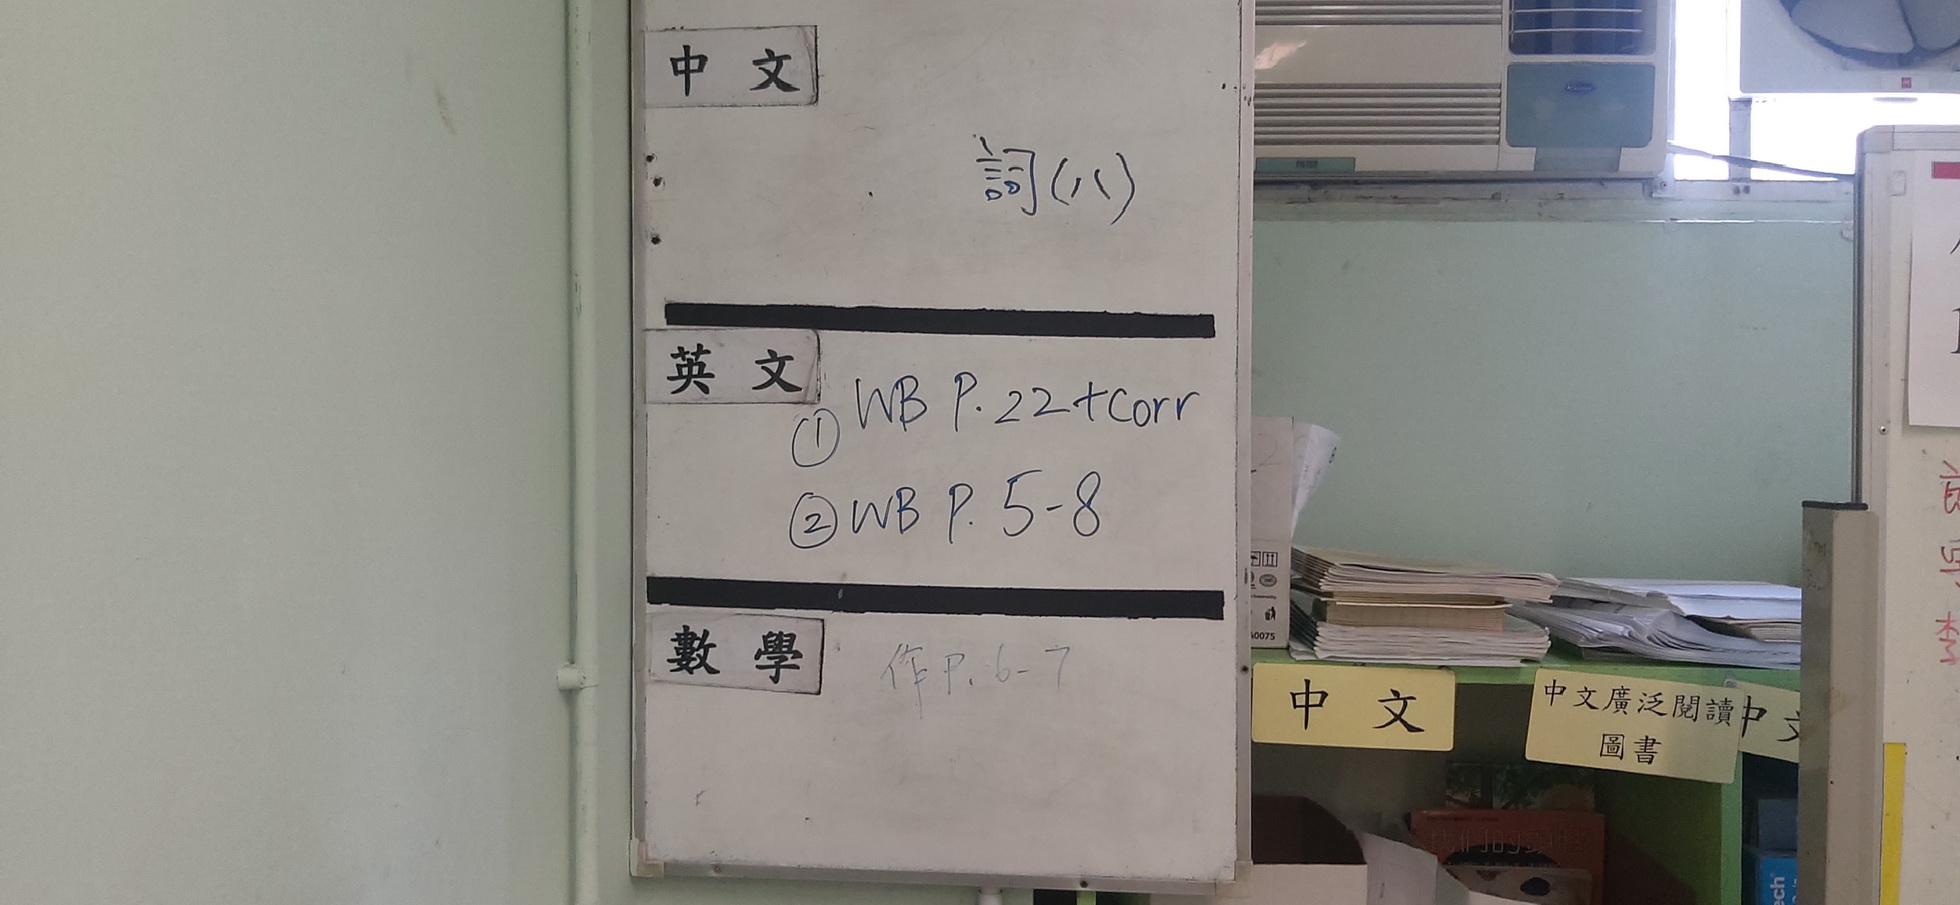 中文
詞(八)
英文
① WB P.22+Corr
② WB P. 5-8
數學
作 P.6-7
中文
中文廣泛閱讀
圖書
中文
A0075